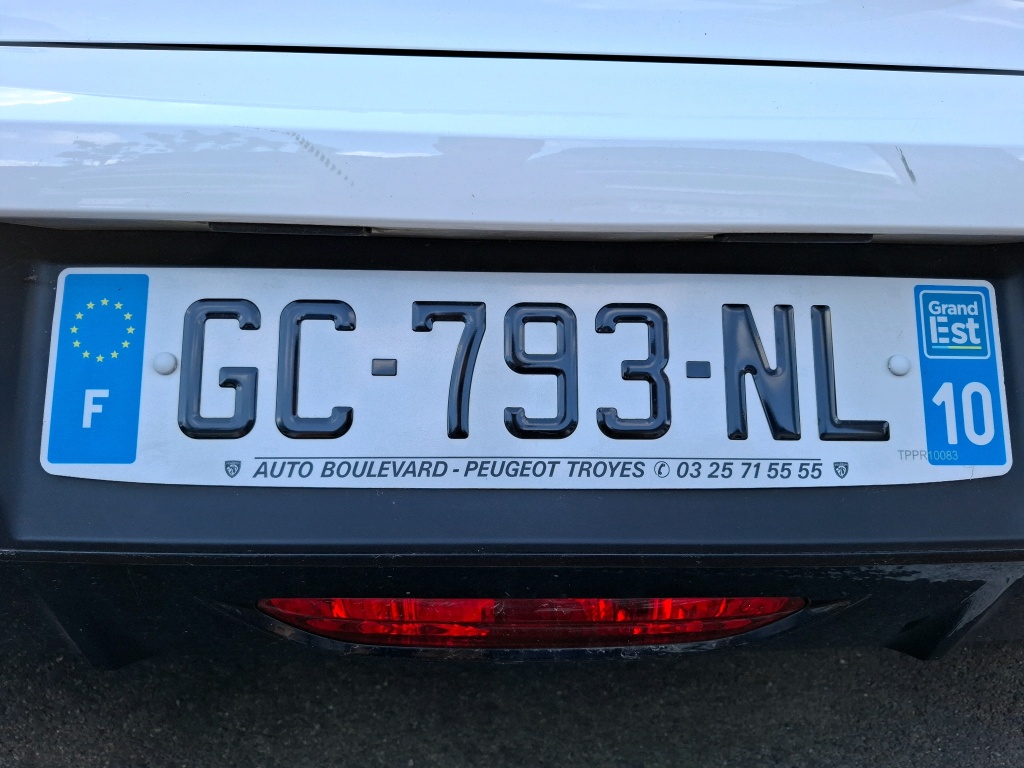 F
GC-793-NL
Grand
Est
10
TPPR10083
AUTO BOULEVARD - PEUGEOT TROYES ✆ 03 25 71 55 55